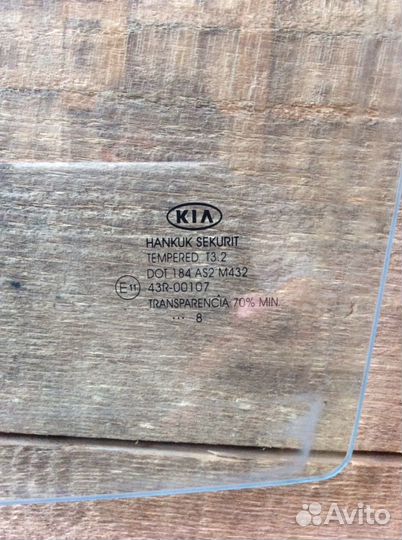 KIA
HANKUK SEKURIT
TEMPERED T3.2
DOT 184 AS2 M432
E11 43R-00107
TRANSPARENCIA 70% MIN.
... 8
Avito